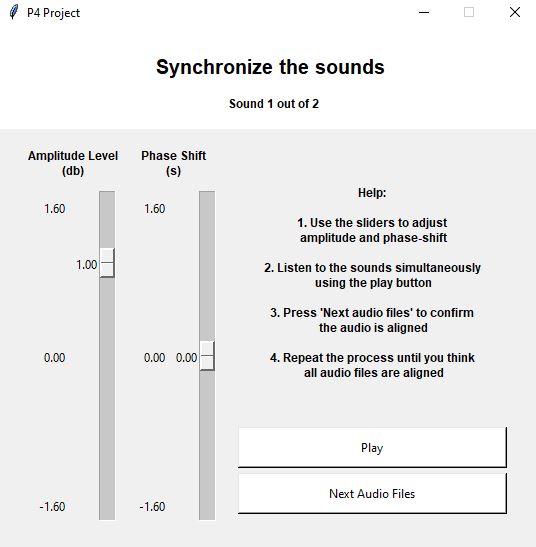 P4 Project
Synchronize the sounds
Sound 1 out of 2
Amplitude Level
(db)
Phase Shift
(s)
1.60
1.60
1.00
0.00
0.00
0.00
-1.60
-1.60
Help:
1. Use the sliders to adjust
amplitude and phase-shift
2. Listen to the sounds simultaneously
using the play button
3. Press 'Next audio files' to confirm
the audio is aligned
4. Repeat the process until you think
all audio files are aligned
Play
Next Audio Files